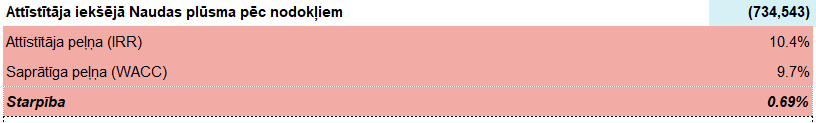 Attīstītāja iekšējā Naudas plūsma pēc nodokļiem (734,543)
Attīstītāja peļņa (IRR) 10.4%
Saprātīga peļņa (WACC) 9.7%
Starpība 0.69%